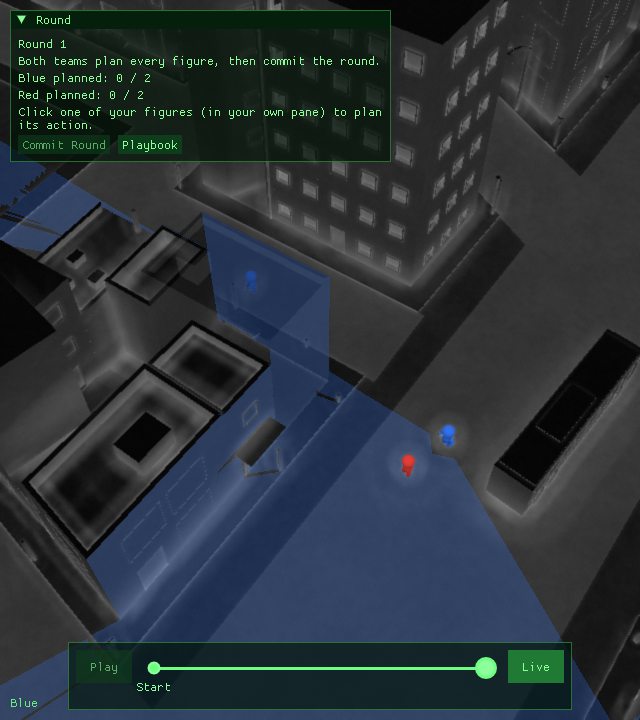 Round
Round 1
Both teams plan every figure, then commit the round.
Blue planned: 0 / 2
Red planned: 0 / 2
Click one of your figures (in your own pane) to plan
its action.
Commit Round Playbook
Play
Start
Live
Blue